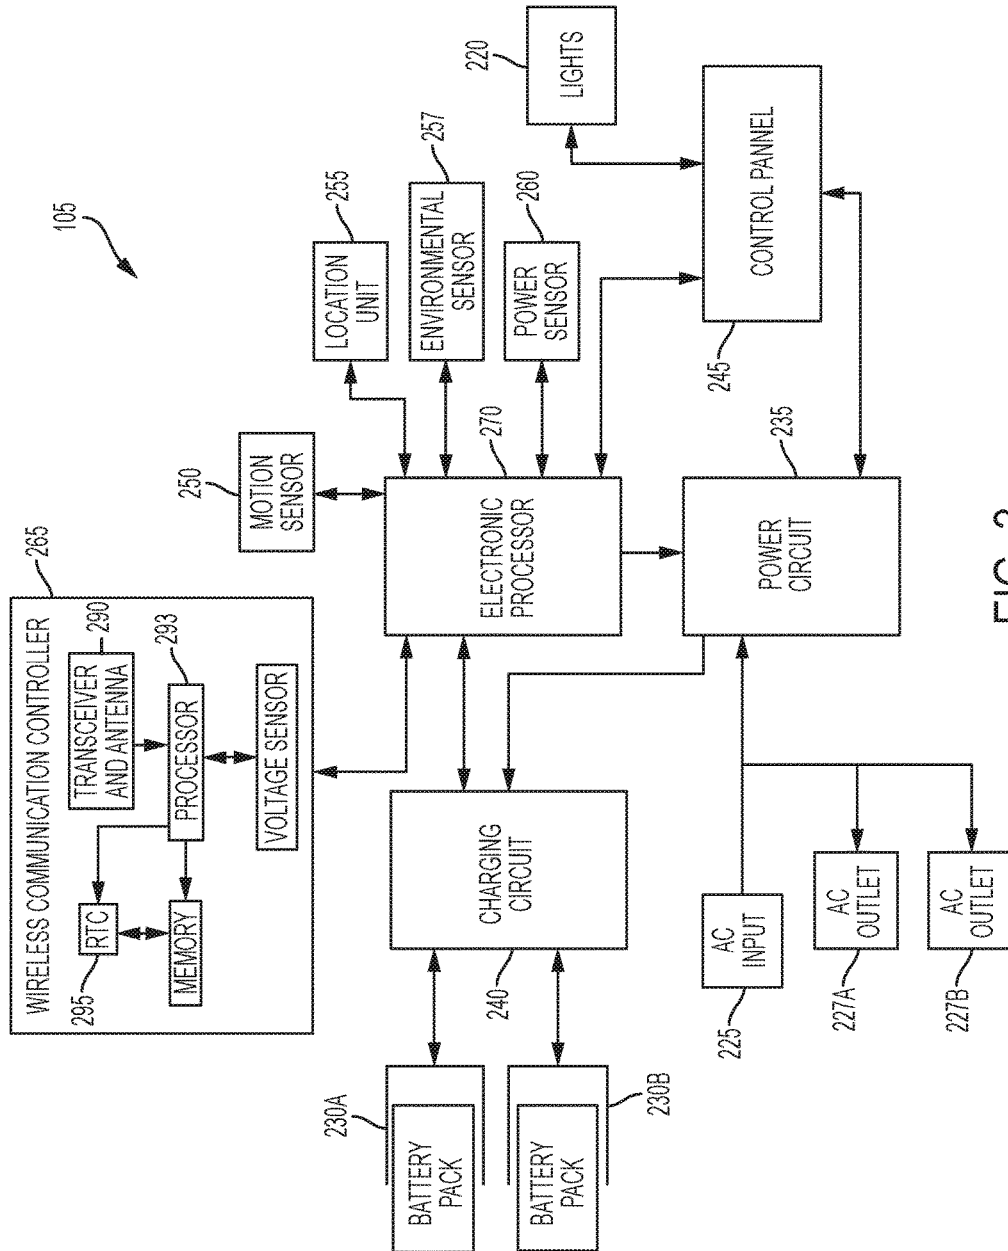 105
WIRELESS COMMUNICATION CONTROLLER
265
295
RTC
TRANSCEIVER
AND ANTENNA
290
MEMORY
PROCESSOR
293
VOLTAGE SENSOR
250
MOTION
SENSOR
LOCATION
UNIT
255
ENVIRONMENTAL
SENSOR
257
POWER
SENSOR
260
LIGHTS
220
230A
BATTERY
PACK
BATTERY
PACK
230B
CHARGING
CIRCUIT
240
ELECTRONIC
PROCESSOR
270
CONTROL PANNEL
245
AC
INPUT
225
POWER
CIRCUIT
235
AC
OUTLET
227A
AC
OUTLET
227B
FIG.